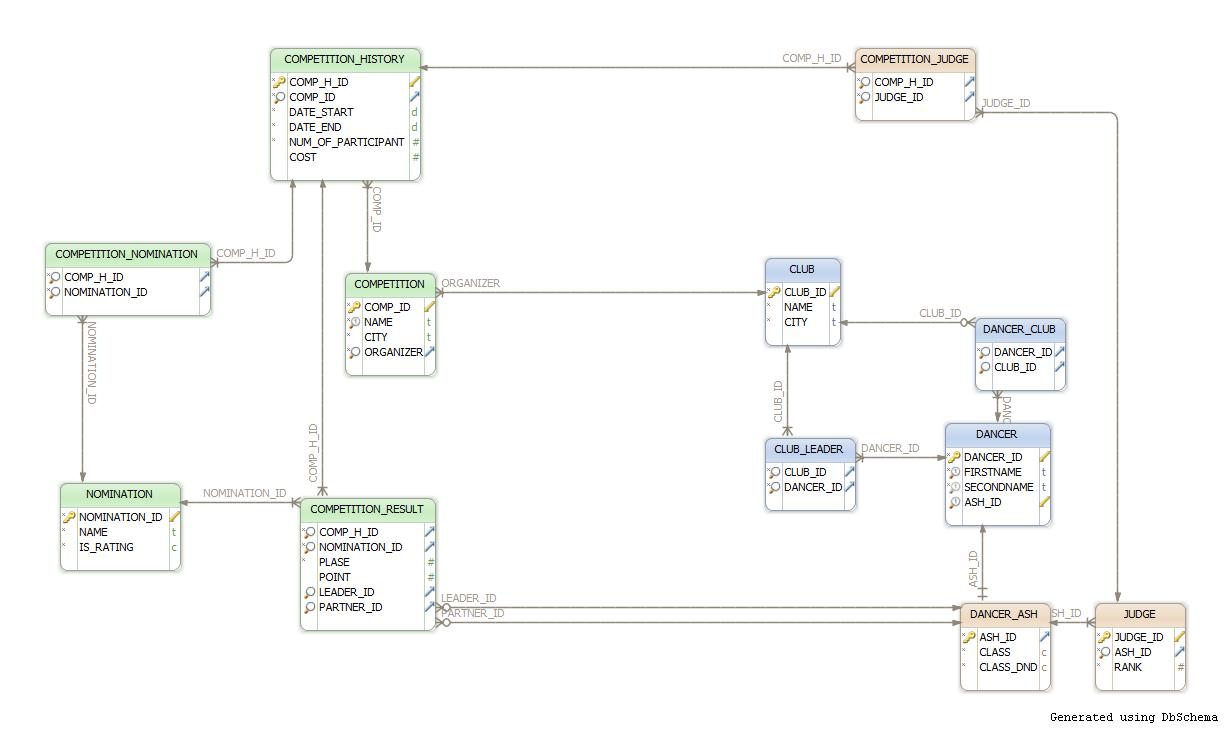 COMPETITION_HISTORY
COMP_H_ID
COMP_ID
DATE_START d
DATE_END d
NUM_OF_PARTICIPANT #
COST #
COMP_H_ID
COMPETITION_JUDGE
COMP_H_ID
JUDGE_ID
JUDGE_ID
COMP_ID
COMPETITION_NOMINATION
COMP_H_ID
NOMINATION_ID
COMP_H_ID
NOMINATION_ID
COMPETITION
COMP_ID
NAME t
CITY t
ORGANIZER
ORGANIZER
CLUB
CLUB_ID
NAME t
CITY t
CLUB_ID
DANCER_CLUB
DANCER_ID
CLUB_ID
DANC
CLUB_ID
CLUB_LEADER
CLUB_ID
DANCER_ID
DANCER_ID
DANCER
DANCER_ID
FIRSTNAME t
SECONDNAME t
ASH_ID
COMP_H_ID
NOMINATION
NOMINATION_ID
NAME t
IS_RATING c
NOMINATION_ID
COMPETITION_RESULT
COMP_H_ID
NOMINATION_ID
PLASE #
POINT #
LEADER_ID
PARTNER_ID
LEADER_ID
PARTNER_ID
ASH_ID
DANCER_ASH
ASH_ID
CLASS c
CLASS_DND c
SH_ID
JUDGE
JUDGE_ID
ASH_ID
RANK #
Generated using DbSchema